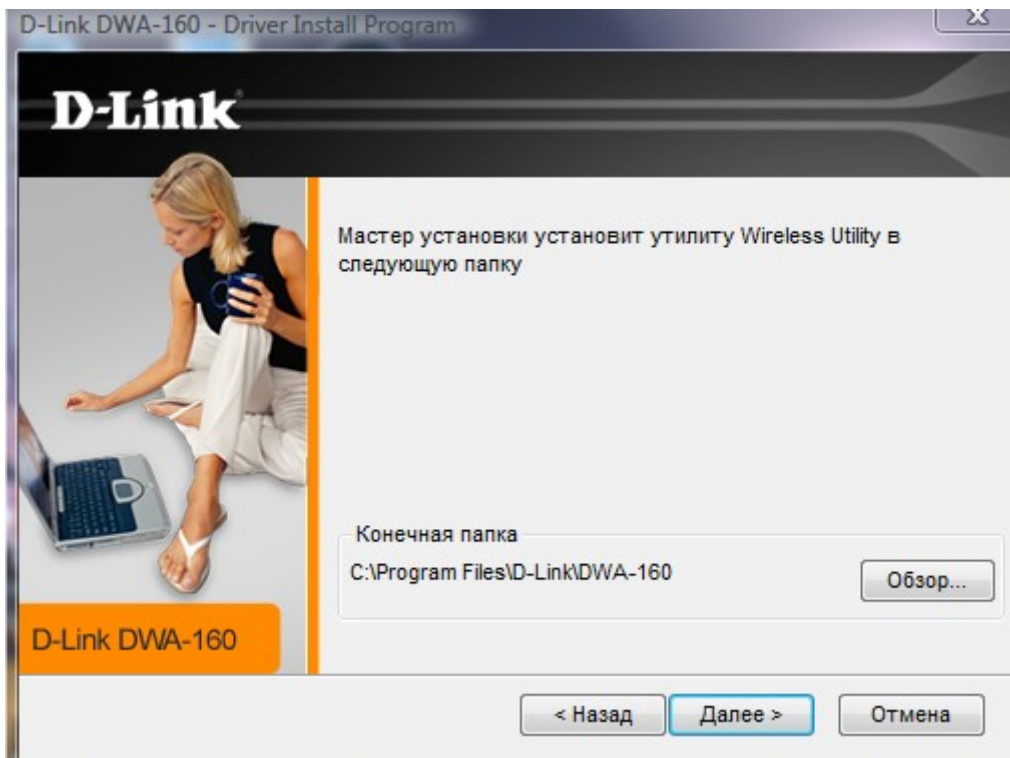 D-Link DWA-160 - Driver Install Program
D-Link
Мастер установки установит утилиту Wireless Utility в
следующую папку
Конечная папка
C:\Program Files\D-Link\DWA-160
Обзор...
D-Link DWA-160
< Назад
Далее >
Отмена